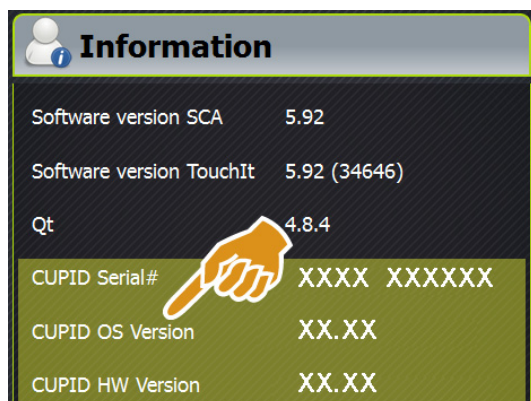 Information
Software version SCA 5.92
Software version TouchIt 5.92 (34646)
Qt 4.8.4
CUPID Serial# XXXX XXXXXX
CUPID OS Version XX.XX
CUPID HW Version XX.XX